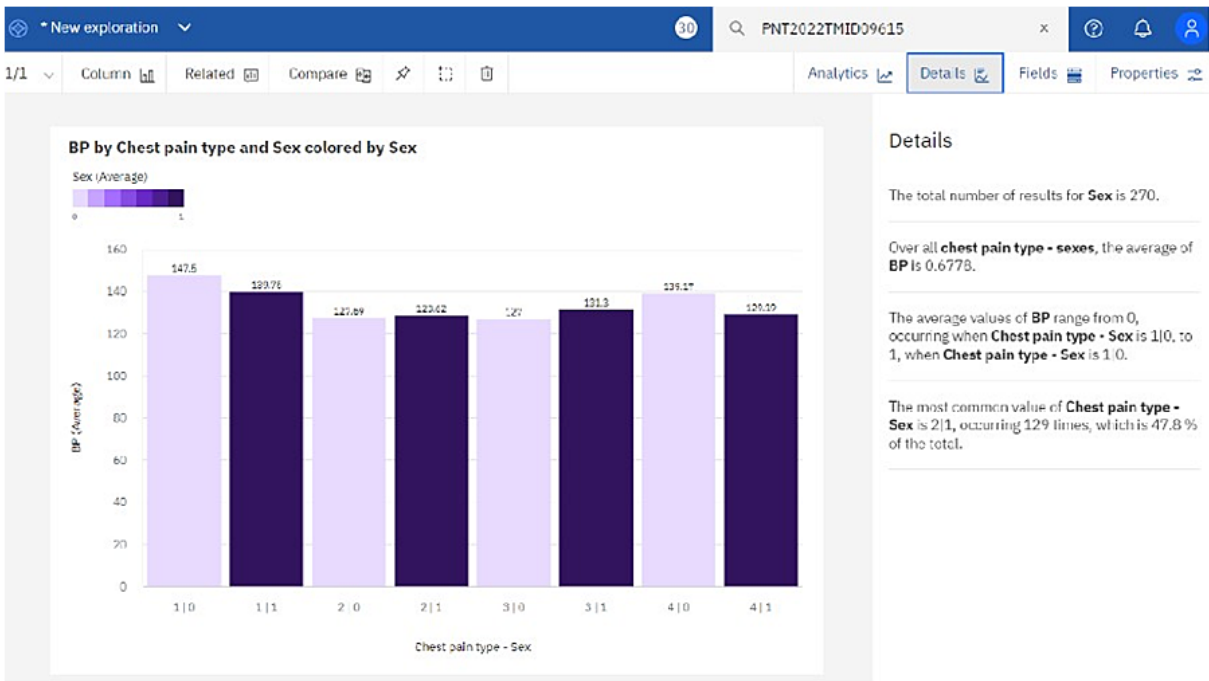 * New exploration
30
PNT2022TMID09615
x
1/1
Column
Related
Compare
Analytics
Details
Fields
Properties
BP by Chest pain type and Sex colored by Sex
Sex (Average)
0
1
BP (Average)
160
140
120
100
80
60
40
20
0
147.5
139.78
127.69
128.62
127
131.3
139.17
129.19
1|0
1|1
2|0
2|1
3|0
3|1
4|0
4|1
Chest pain type - Sex
Details
The total number of results for Sex is 270.
Over all chest pain type - sexes, the average of
BP is 0.6778.
The average values of BP range from 0,
occurring when Chest pain type - Sex is 1|0, to
1, when Chest pain type - Sex is 1|0.
The most common value of Chest pain type -
Sex is 2|1, occurring 129 times, which is 47.8 %
of the total.